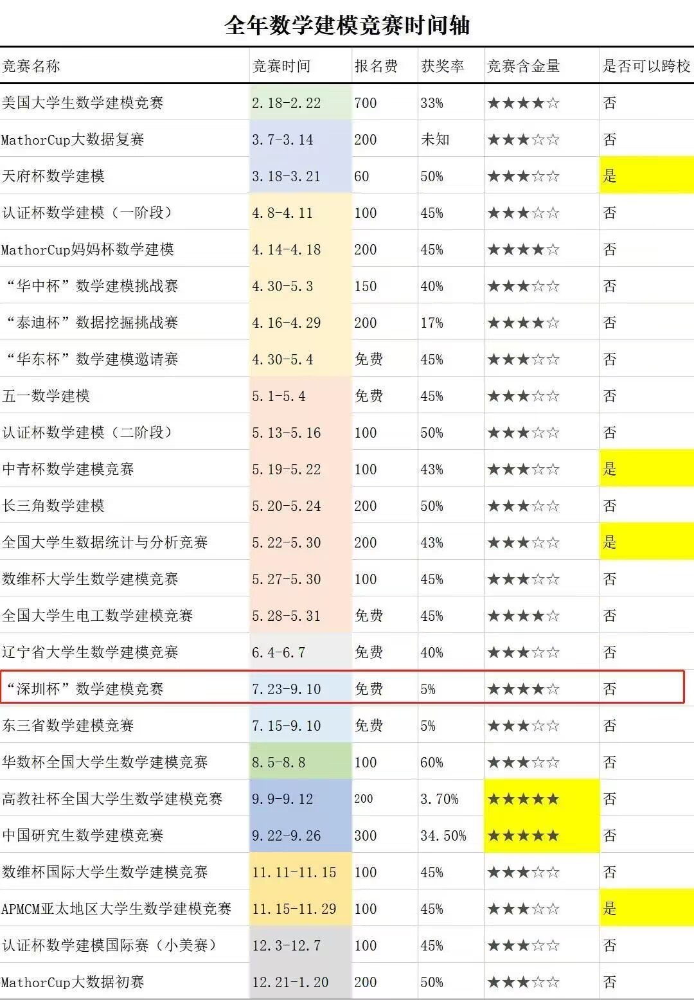 全年数学建模竞赛时间轴
竞赛名称 竞赛时间 报名费 获奖率 竞赛含金量 是否可以跨校
美国大学生数学建模竞赛 2.18-2.22 700 33% ★★★★☆ 否
MathorCup大数据复赛 3.7-3.14 200 未知 ★★★☆☆ 否
天府杯数学建模 3.18-3.21 60 50% ★★★☆☆ 是
认证杯数学建模（一阶段） 4.8-4.11 100 45% ★★★☆☆ 否
MathorCup妈妈杯数学建模 4.14-4.18 200 45% ★★★★☆ 否
“华中杯”数学建模挑战赛 4.30-5.3 150 40% ★★★☆☆ 否
“泰迪杯”数据挖掘挑战赛 4.16-4.29 200 17% ★★★★☆ 否
“华东杯”数学建模邀请赛 4.30-5.4 免费 45% ★★★☆☆ 否
五一数学建模 5.1-5.4 免费 45% ★★★☆☆ 否
认证杯数学建模（二阶段） 5.13-5.16 100 50% ★★★☆☆ 否
中青杯数学建模竞赛 5.19-5.22 100 43% ★★★☆☆ 是
长三角数学建模 5.20-5.24 200 50% ★★★☆☆ 否
全国大学生数据统计与分析竞赛 5.22-5.30 200 43% ★★★☆☆ 是
数维杯大学生数学建模竞赛 5.27-5.30 100 45% ★★★☆☆ 否
全国大学生电工数学建模竞赛 5.28-5.31 免费 45% ★★★★☆ 否
辽宁省大学生数学建模竞赛 6.4-6.7 免费 40% ★★★☆☆ 否
“深圳杯”数学建模竞赛 7.23-9.10 免费 5% ★★★★☆ 否
东三省数学建模竞赛 7.15-9.10 免费 5% ★★★☆☆ 否
华数杯全国大学生数学建模竞赛 8.5-8.8 100 60% ★★★☆☆ 否
高教社杯全国大学生数学建模竞赛 9.9-9.12 200 3.70% ★★★★★ 否
中国研究生数学建模竞赛 9.22-9.26 300 34.50% ★★★★★ 否
数维杯国际大学生数学建模竞赛 11.11-11.15 100 45% ★★★☆☆ 否
APMCM亚太地区大学生数学建模竞赛 11.15-11.29 100 45% ★★★☆☆ 是
认证杯数学建模国际赛（小美赛） 12.3-12.7 100 45% ★★★☆☆ 否
MathorCup大数据初赛 12.21-1.20 200 50% ★★★☆☆ 否